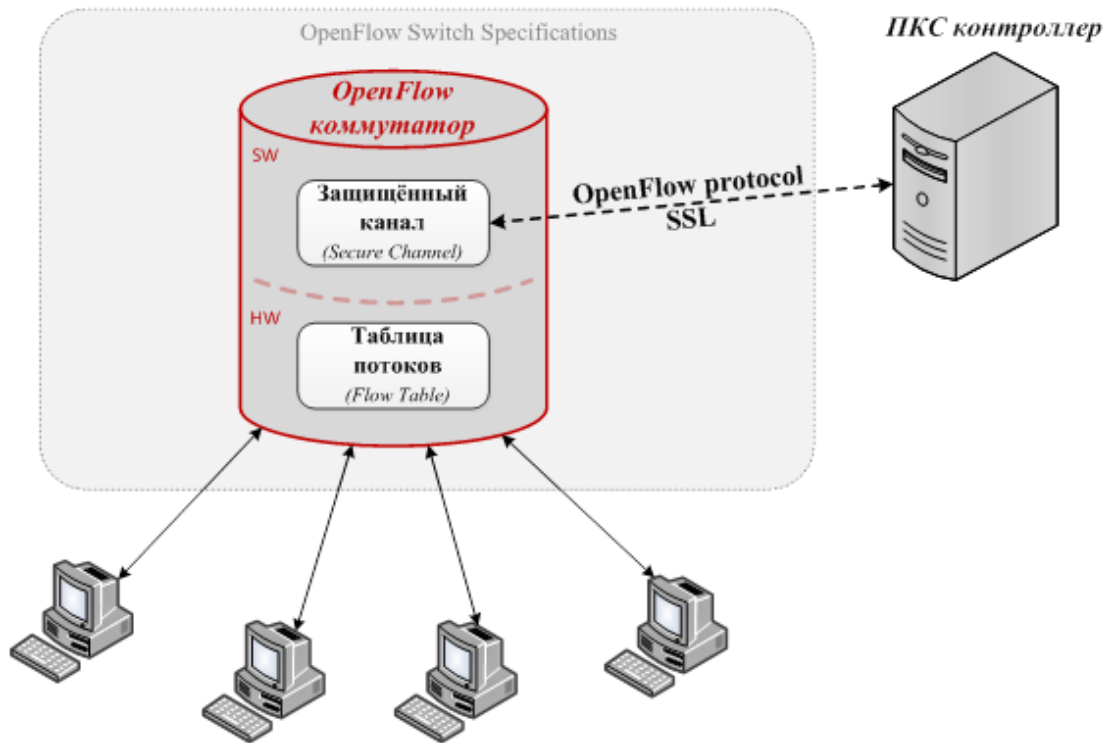 OpenFlow Switch Specifications
ПКС контроллер
OpenFlow
коммутатор
SW
Защищённый
канал
(Secure Channel)
OpenFlow protocol
SSL
HW
Таблица
потоков
(Flow Table)